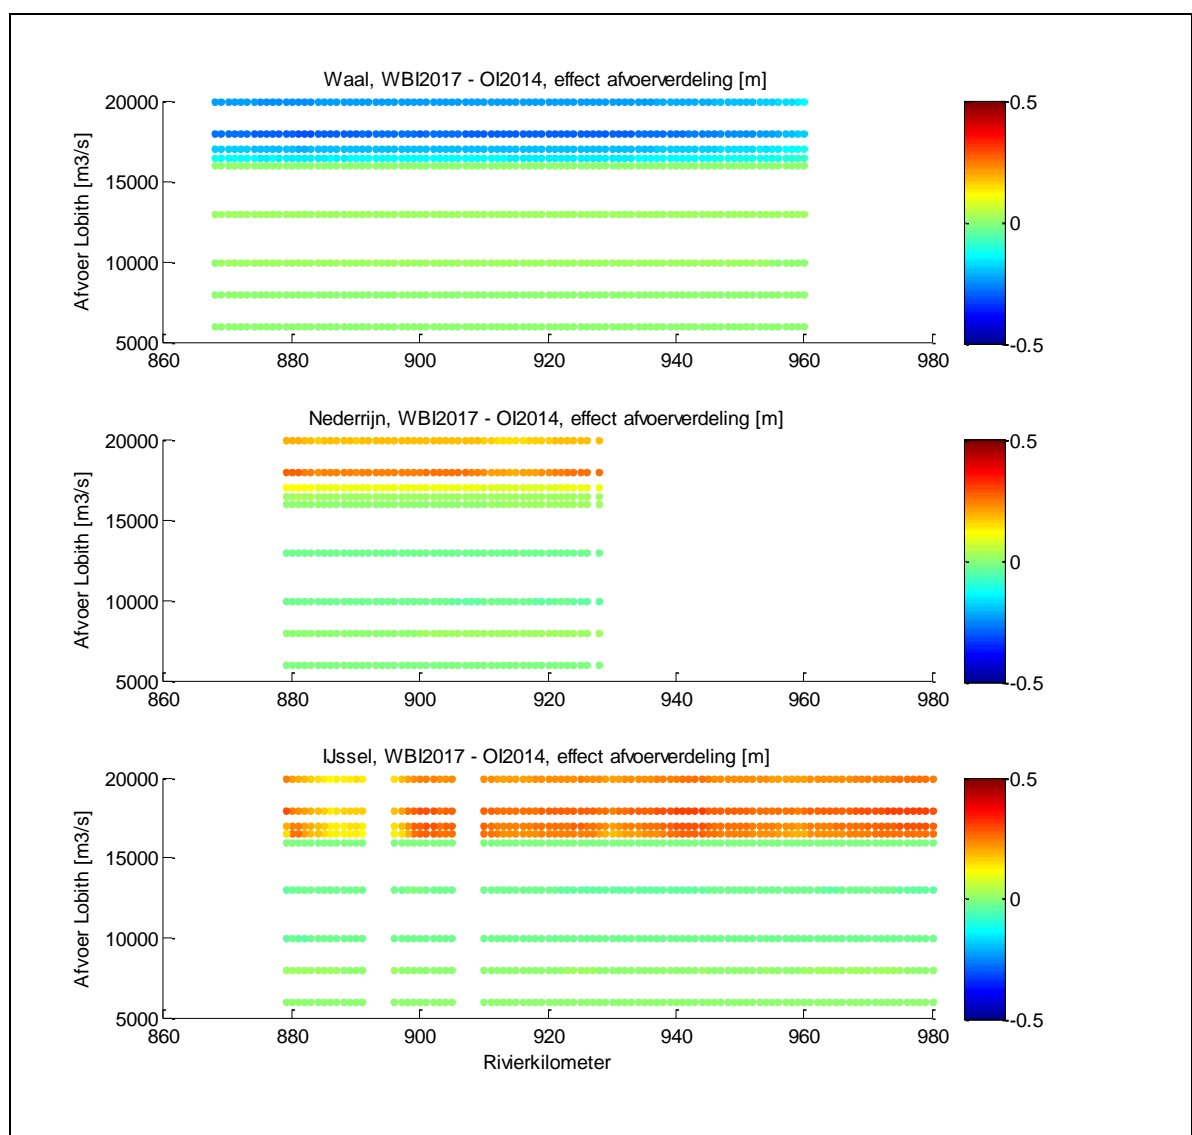 Waal, WBI2017 - OI2014, effect afvoerverdeling [m]
Afvoer Lobith [m3/s]
20000
15000
10000
5000
860 880 900 920 940 960 980
0.5
0
-0.5
Nederrijn, WBI2017 - OI2014, effect afvoerverdeling [m]
Afvoer Lobith [m3/s]
20000
15000
10000
5000
860 880 900 920 940 960 980
0.5
0
-0.5
IJssel, WBI2017 - OI2014, effect afvoerverdeling [m]
Afvoer Lobith [m3/s]
20000
15000
10000
5000
860 880 900 920 940 960 980
0.5
0
-0.5
Rivierkilometer